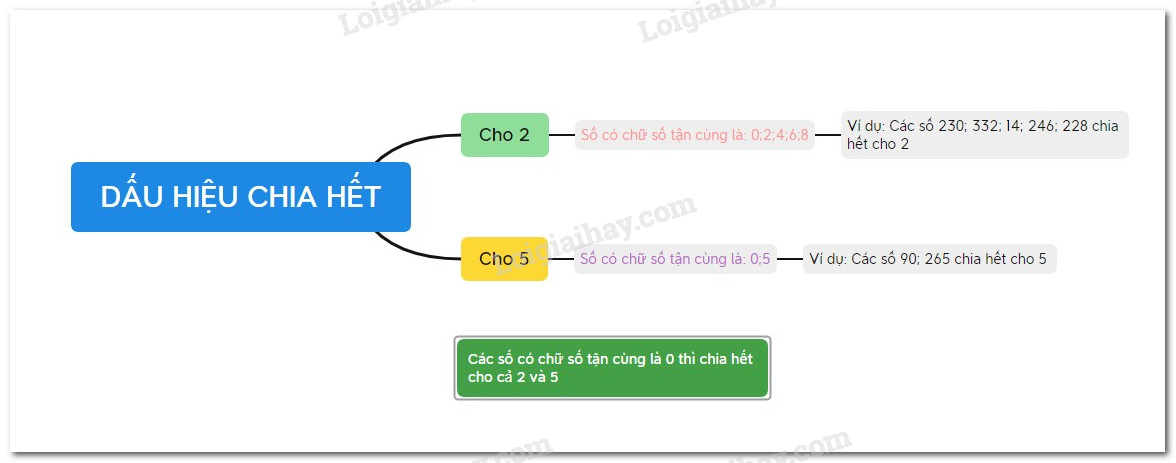 Loigiaihay
Loigiaihay
Cho 2
Số có chữ số tận cùng là: 0;2;4;6;8
Ví dụ: Các số 230; 332; 14; 246; 228 chia
hết cho 2
DẤU HIỆU CHIA HẾT
Loigiaihay.com
Cho 5
Số có chữ số tận cùng là: 0;5
Ví dụ: Các số 90; 265 chia hết cho 5
Các số có chữ số tận cùng là 0 thì chia hết
cho cả 2 và 5